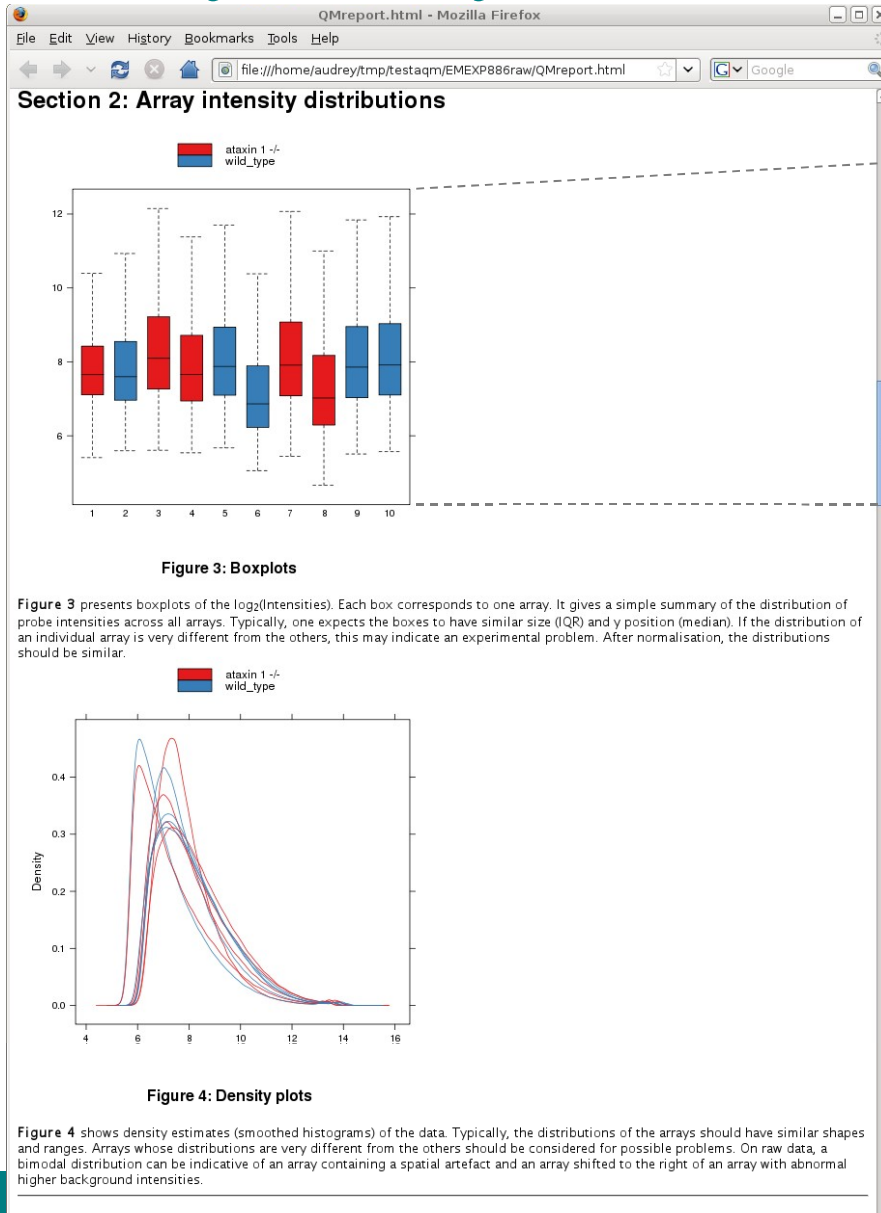 QMreport.html - Mozilla Firefox
File Edit View History Bookmarks Tools Help
file:///home/audrey/tmp/testaqm/EMEXP886raw/QMreport.html
G Google
Section 2: Array intensity distributions
ataxin 1 -/-
wild_type
12
10
8
6
1 2 3 4 5 6 7 8 9 10
Figure 3: Boxplots
Figure 3 presents boxplots of the log2(Intensities). Each box corresponds to one array. It gives a simple summary of the distribution of
probe intensities across all arrays. Typically, one expects the boxes to have similar size (IQR) and y position (median). If the distribution of
an individual array is very different from the others, this may indicate an experimental problem. After normalisation, the distributions
should be similar.
ataxin 1 -/-
wild_type
0.4
0.3
0.2
0.1
0.0
Density
4 6 8 10 12 14 16
Figure 4: Density plots
Figure 4 shows density estimates (smoothed histograms) of the data. Typically, the distributions of the arrays should have similar shapes
and ranges. Arrays whose distributions are very different from the others should be considered for possible problems. On raw data, a
bimodal distribution can be indicative of an array containing a spatial artefact and an array shifted to the right of an array with abnormal
higher background intensities.